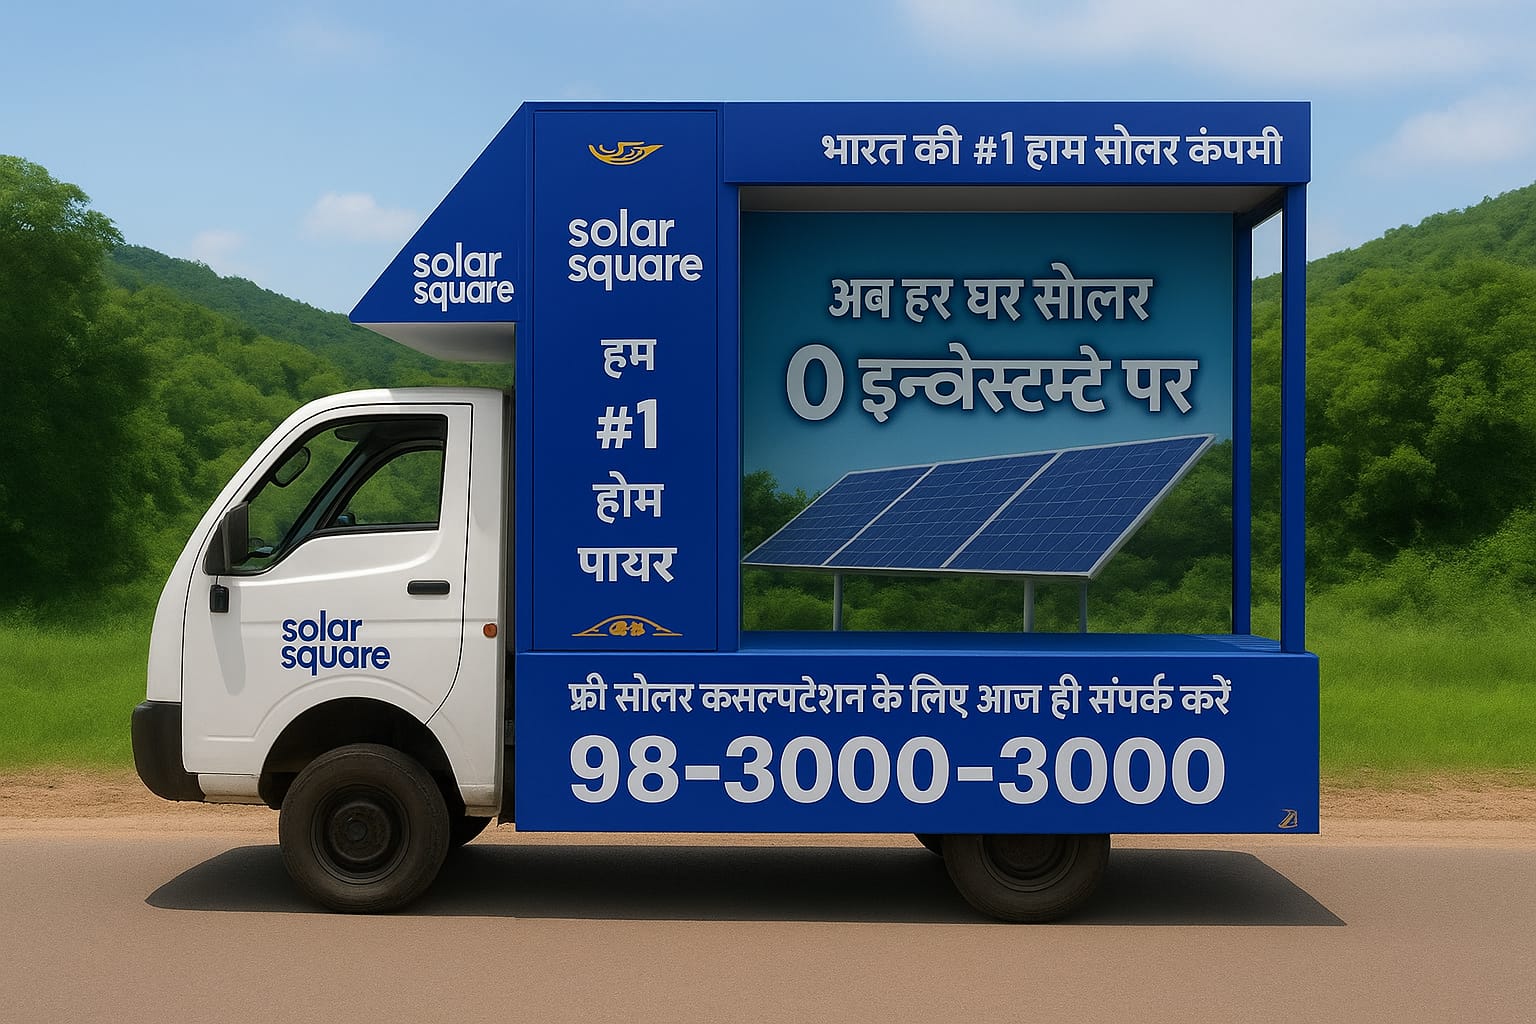 भारत की #1 हाम सोलर कंपमी
solar
square
solar
square
हम
#1
होम
पायर
अब हर घर सोलर
0 इन्वेस्टम्टे पर
solar
square
फ्री सोलर कसल्पटेशन के लिए आज ही संपर्क करें
98-3000-3000